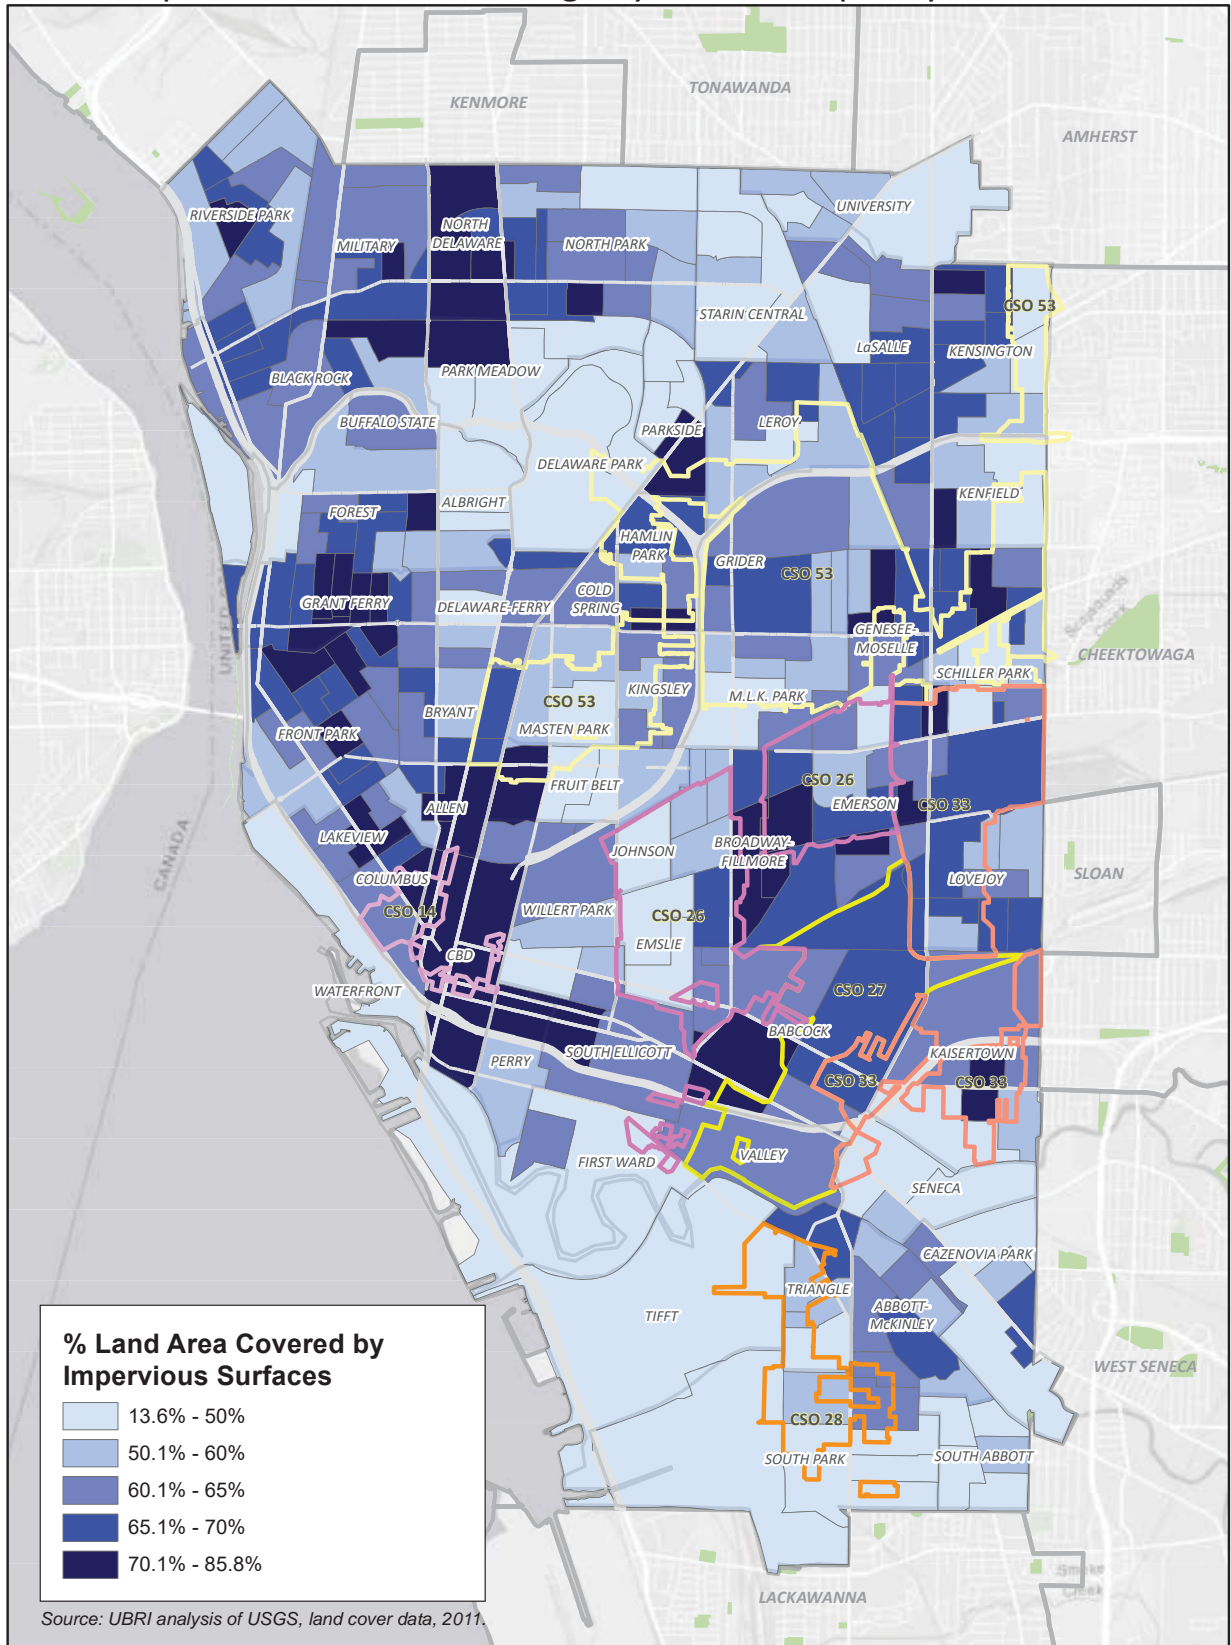 KENMORE
TONAWANDA
AMHERST
RIVERSIDE PARK
MILITARY
NORTH
DELAWARE
NORTH PARK
UNIVERSITY
STARIN CENTRAL
CSO 53
LaSALLE
KENSINGTON
BLACK ROCK
PARK MEADOW
BUFFALO STATE
PARKSIDE
LEROY
DELAWARE PARK
FOREST
ALBRIGHT
KENFIELD
HAMLIN
PARK
GRIDER
CSO 53
GRANT FERRY
DELAWARE-FERRY
COLD
SPRING
GENESEE-
MOSELLE
UNITED
CHEEKTOWAGA
SCHILLER PARK
KINGSLEY
M.L.K. PARK
CSO 53
BRYANT
MASTEN PARK
FRONT PARK
FRUIT BELT
CSO 26
EMERSON
CSO 33
ALLEN
LAKEVIEW
JOHNSON
BROADWAY-
FILLMORE
CANADA
COLUMBUS
LOVEJOY
SLOAN
CSO 14
WILLERT PARK
CSO 26
EMSLIE
CBD
WATERFRONT
CSO 27
BABCOCK
PERRY
SOUTH ELLICOTT
KAISERTOWN
CSO 33
CSO 33
FIRST WARD
VALLEY
SENECA
CAZENOVIA PARK
TRIANGLE
TIFFT
ABBOTT-
McKINLEY
WEST SENECA
CSO 28
SOUTH PARK
SOUTH ABBOTT
LACKAWANNA
Smoke
Creek
% Land Area Covered by
Impervious Surfaces
13.6% - 50%
50.1% - 60%
60.1% - 65%
65.1% - 70%
70.1% - 85.8%
Source: UBRI analysis of USGS, land cover data, 2011.